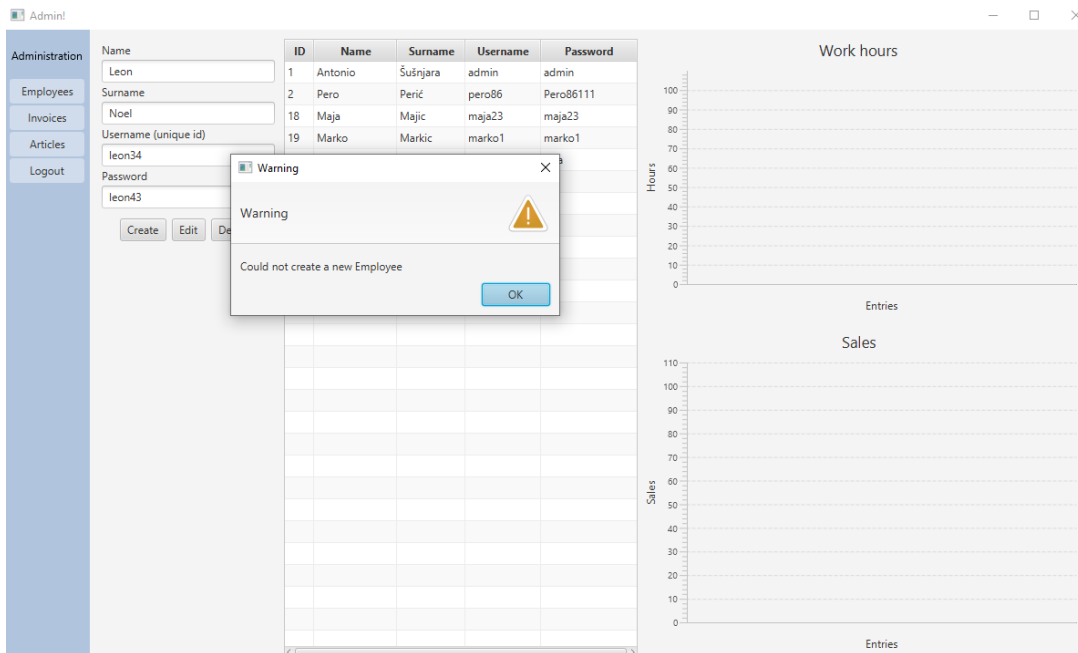 Admin!
Administration
Employees
Invoices
Articles
Logout
Name
Leon
Surname
Noel
Username (unique id)
leon34
Password
leon43
Create Edit De
ID Name Surname Username Password
1 Antonio Šušnjara admin admin
2 Pero Perić pero86 Pero86111
18 Maja Majic maja23 maja23
19 Marko Markic marko1 marko1
Warning
Warning
Could not create a new Employee
OK
Work hours
100
90
80
70
60
50
40
30
20
10
0
Hours
Entries
Sales
110
100
90
80
70
60
50
40
30
20
10
0
Sales
Entries